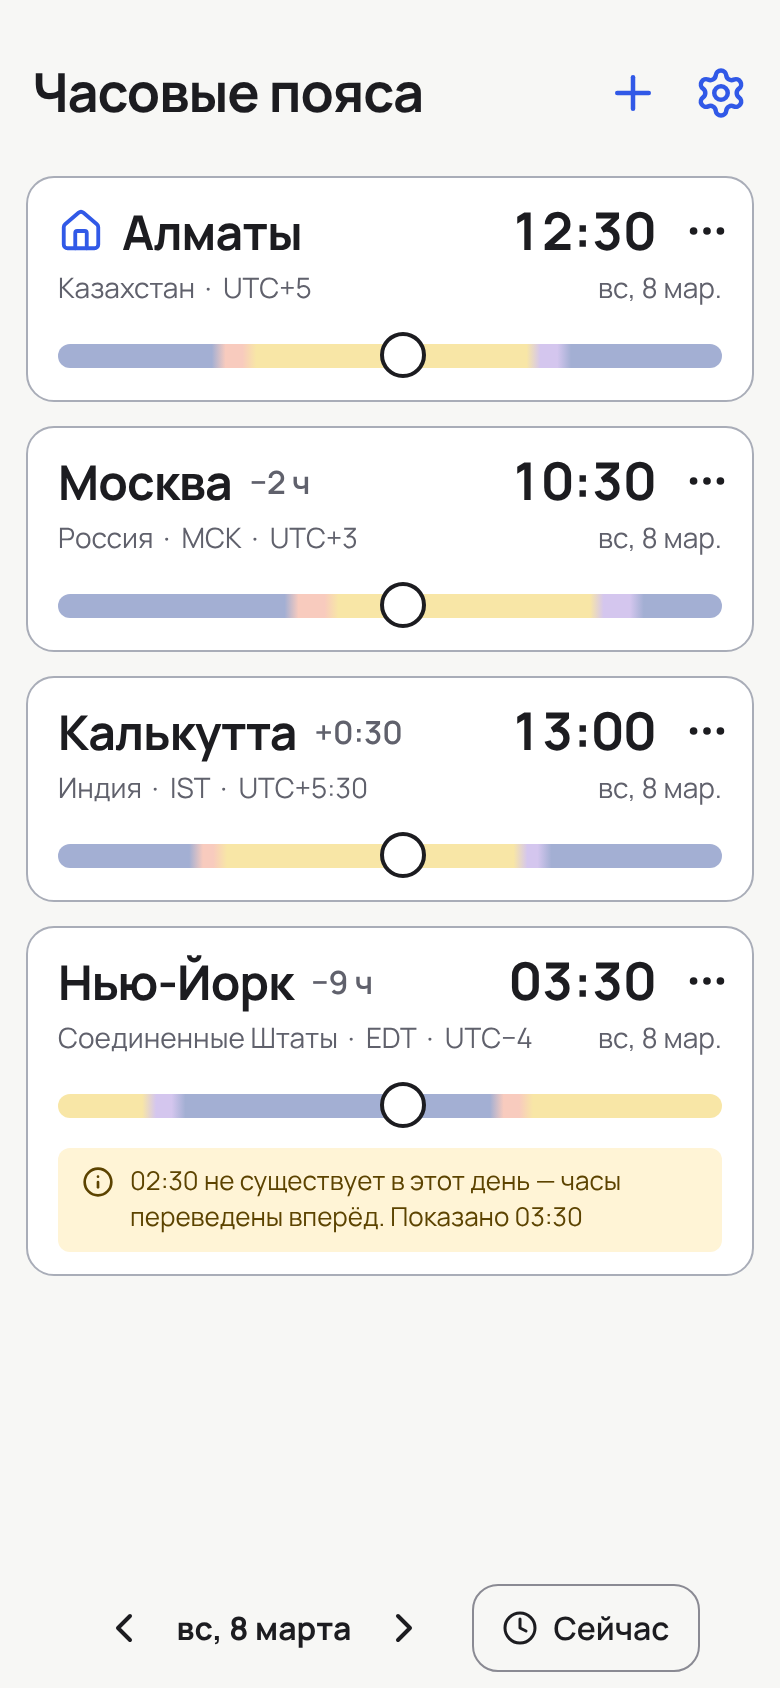 Часовые пояса
Алматы 12:30
Казахстан · UTC+5 вс, 8 мар.
Москва −2 ч 10:30
Россия · МСК · UTC+3 вс, 8 мар.
Калькутта +0:30 13:00
Индия · IST · UTC+5:30 вс, 8 мар.
Нью-Йорк −9 ч 03:30
Соединенные Штаты · EDT · UTC−4 вс, 8 мар.
02:30 не существует в этот день — часы
переведены вперёд. Показано 03:30
вс, 8 марта Сейчас